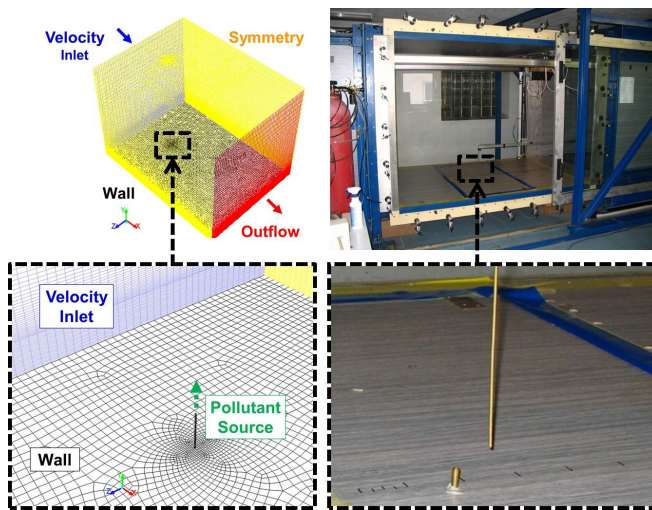 Velocity
Inlet
Symmetry
Wall
Y
Z
X
Outflow
Velocity
Inlet
Pollutant
Source
Wall
Y
Z
X